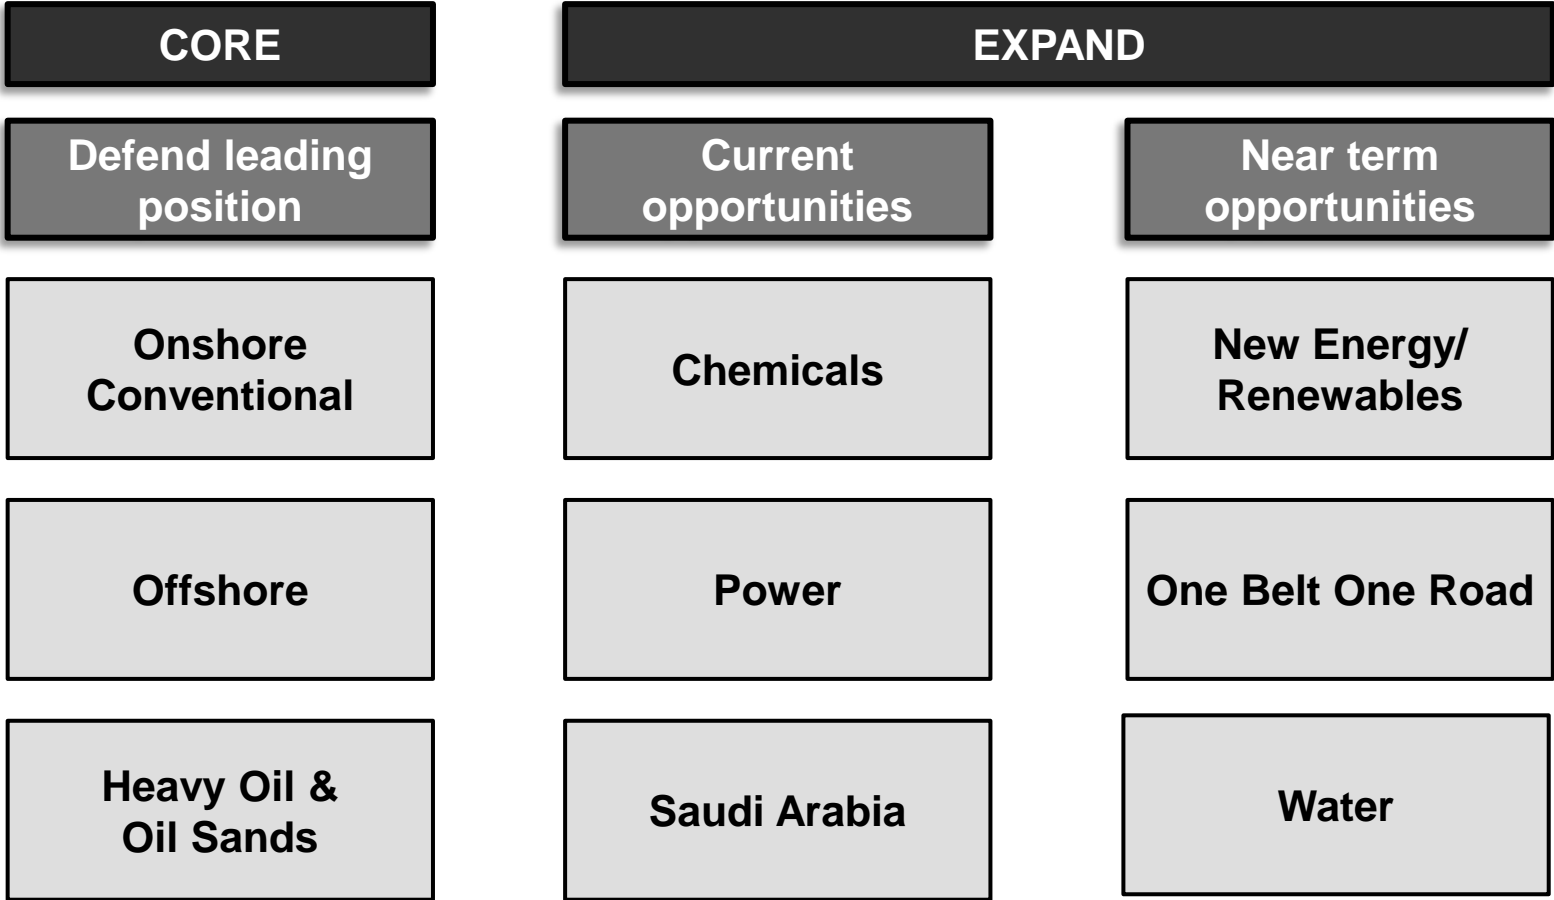 CORE
EXPAND
Defend leading
position
Current
opportunities
Near term
opportunities
Onshore
Conventional
Chemicals
New Energy/
Renewables
Offshore
Power
One Belt One Road
Heavy Oil &
Oil Sands
Saudi Arabia
Water